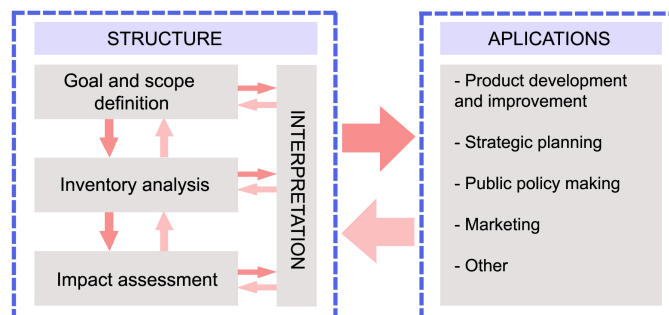 STRUCTURE
Goal and scope
definition
Inventory analysis
Impact assessment
INTERPRETATION
APLICATIONS
- Product development
and improvement
- Strategic planning
- Public policy making
- Marketing
- Other